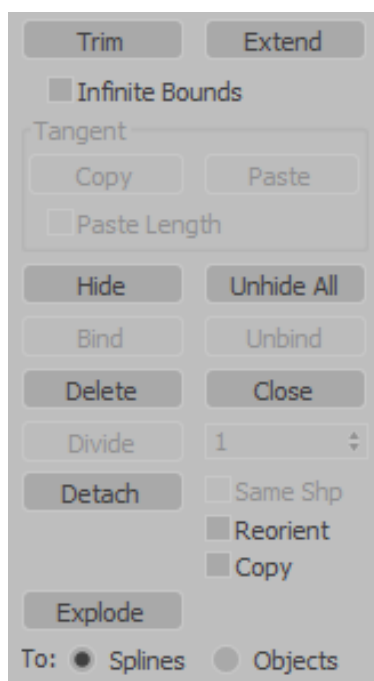 Trim Extend
Infinite Bounds
Tangent
Copy Paste
Paste Length
Hide Unhide All
Bind Unbind
Delete Close
Divide 1
Detach Same Shp
Reorient
Copy
Explode
To: Splines Objects